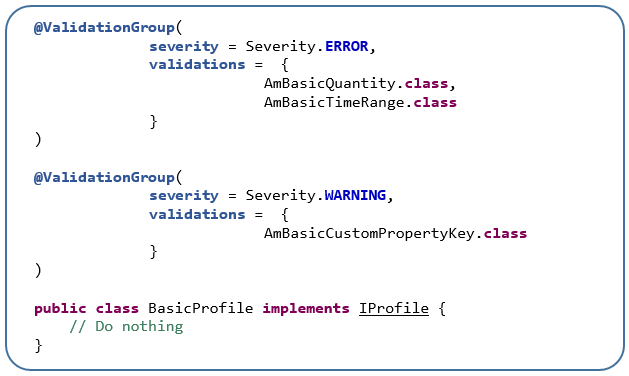 @ValidationGroup(
severity = Severity.ERROR,
validations = {
AmBasicQuantity.class,
AmBasicTimeRange.class
}
)
@ValidationGroup(
severity = Severity.WARNING,
validations = {
AmBasicCustomPropertyKey.class
}
)
public class BasicProfile implements IProfile {
// Do nothing
}